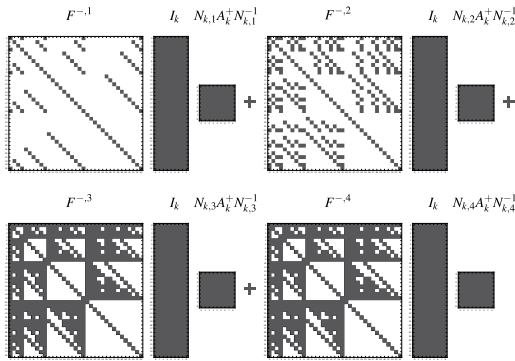 F^{-,1} I_k N_{k,1}A_k^+N_{k,1}^{-1} F^{-,2} I_k N_{k,2}A_k^+N_{k,2}^{-1}
+ +
F^{-,3} I_k N_{k,3}A_k^+N_{k,3}^{-1} F^{-,4} I_k N_{k,4}A_k^+N_{k,4}^{-1}
+